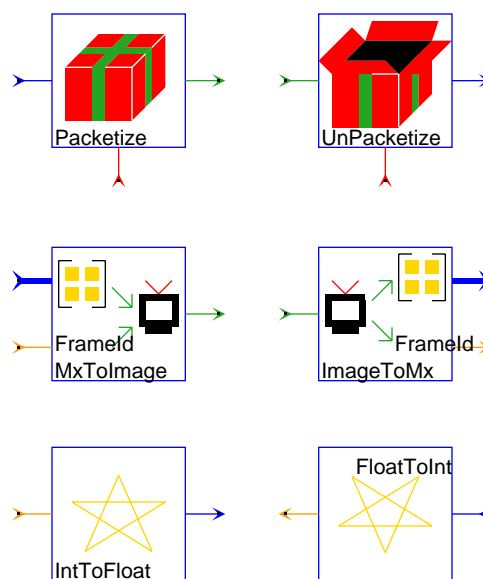 Packetize
UnPacketize
FrameId
MxToImage
FrameId
ImageToMx
IntToFloat
FloatToInt